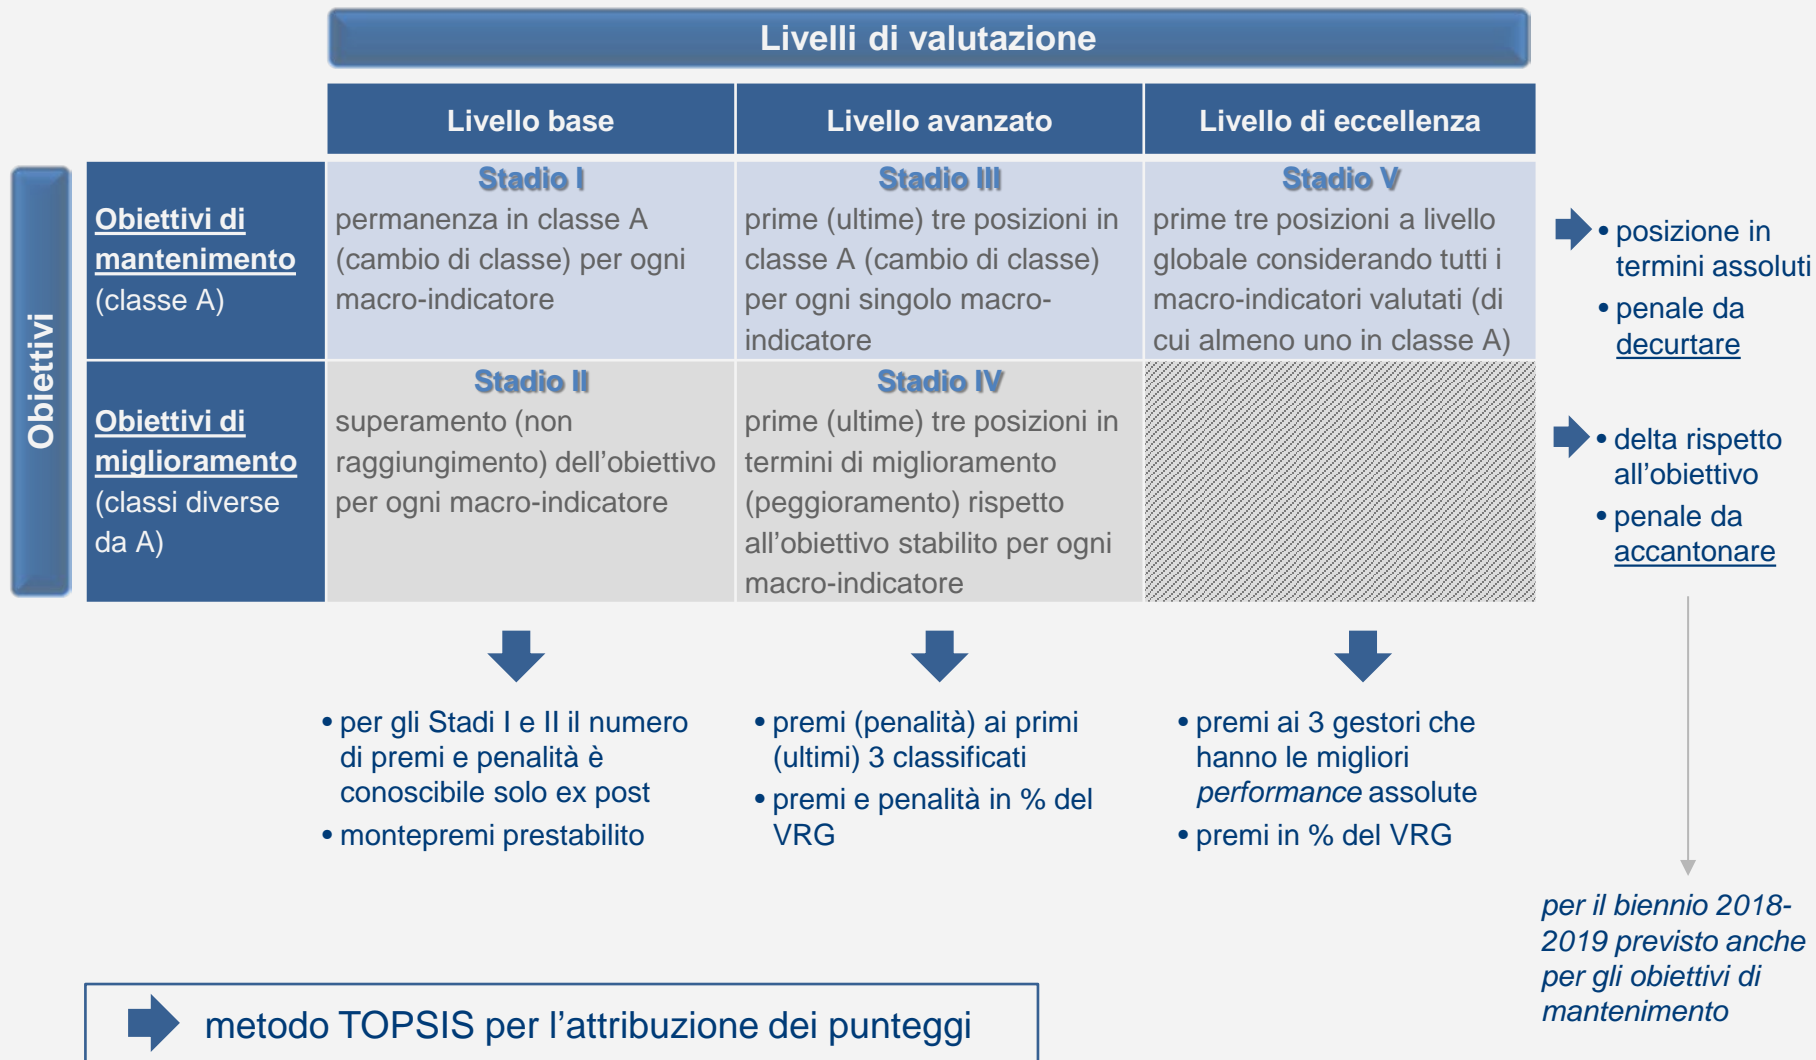 Livelli di valutazione
Livello base
Livello avanzato
Livello di eccellenza
Obiettivi
Obiettivi di
mantenimento
(classe A)
Stadio I
permanenza in classe A
(cambio di classe) per ogni
macro-indicatore
Stadio III
prime (ultime) tre posizioni in
classe A (cambio di classe)
per ogni singolo macro-
indicatore
Stadio V
prime tre posizioni a livello
globale considerando tutti i
macro-indicatori valutati (di
cui almeno uno in classe A)
• posizione in
termini assoluti
• penale da
decurtare
Obiettivi di
miglioramento
(classi diverse
da A)
Stadio II
superamento (non
raggiungimento) dell’obiettivo
per ogni macro-indicatore
Stadio IV
prime (ultime) tre posizioni in
termini di miglioramento
(peggioramento) rispetto
all’obiettivo stabilito per ogni
macro-indicatore
• delta rispetto
all’obiettivo
• penale da
accantonare
• per gli Stadi I e II il numero
di premi e penalità è
conoscibile solo ex post
• montepremi prestabilito
• premi (penalità) ai primi
(ultimi) 3 classificati
• premi e penalità in % del
VRG
• premi ai 3 gestori che
hanno le migliori
performance assolute
• premi in % del VRG
per il biennio 2018-
2019 previsto anche
per gli obiettivi di
mantenimento
metodo TOPSIS per l’attribuzione dei punteggi